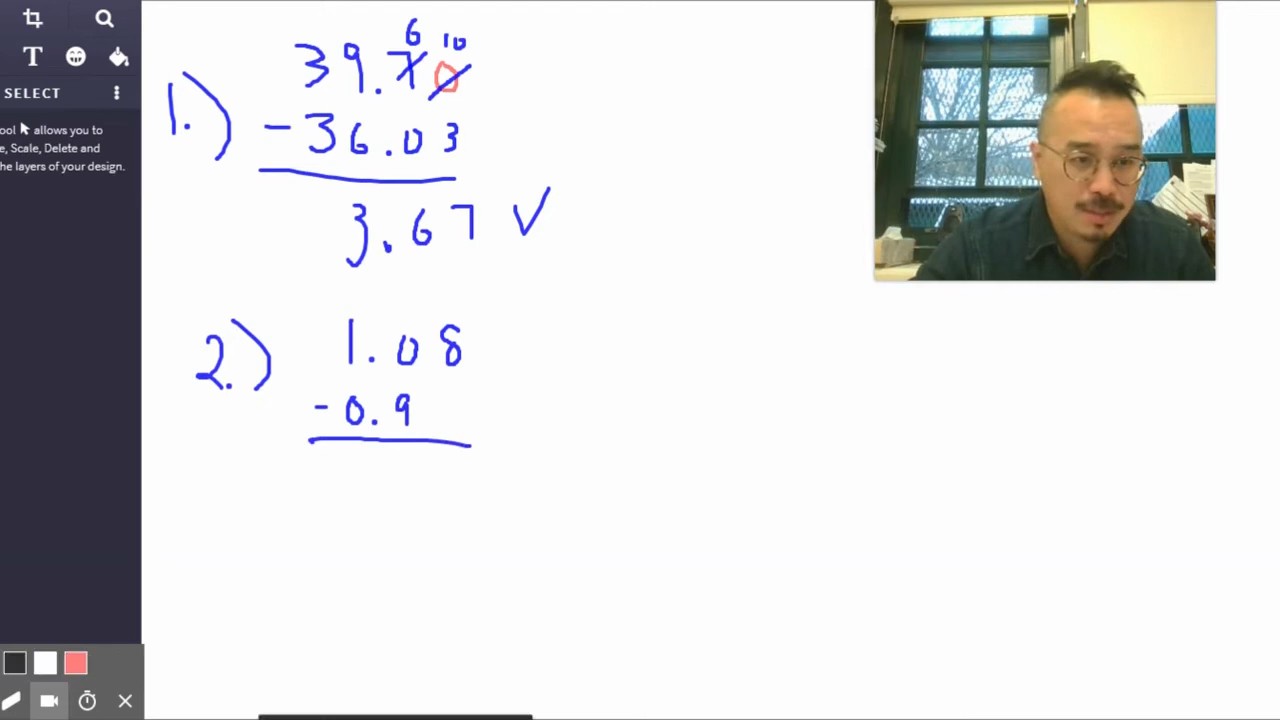 T
SELECT
ool allows you to
e, Scale, Delete and
the layers of your design.
6 10
1.) 39.70
- 36.03
3.67 ✓
2.) 1.08
- 0.9